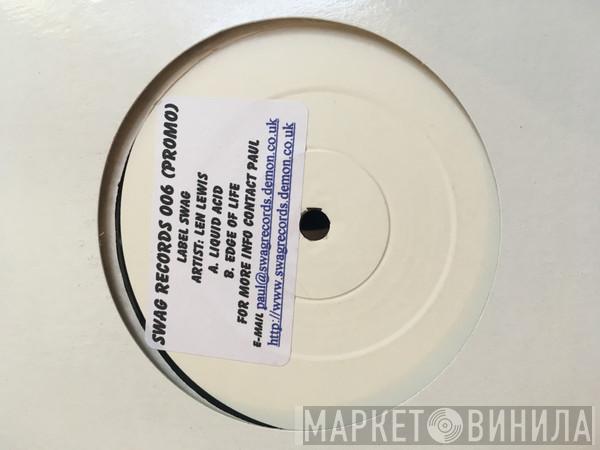 SWAG RECORDS 006 (PROMO)
LABEL SWAG
ARTIST: LEN LEWIS
A. LIQUID ACID
B. EDGE OF LIFE
FOR MORE INFO CONTACT PAUL
E-MAIL paul@swagrecords.demon.co.uk
http://www.swagrecords.demon.co.uk
МАРКЕТ ВИНИЛА